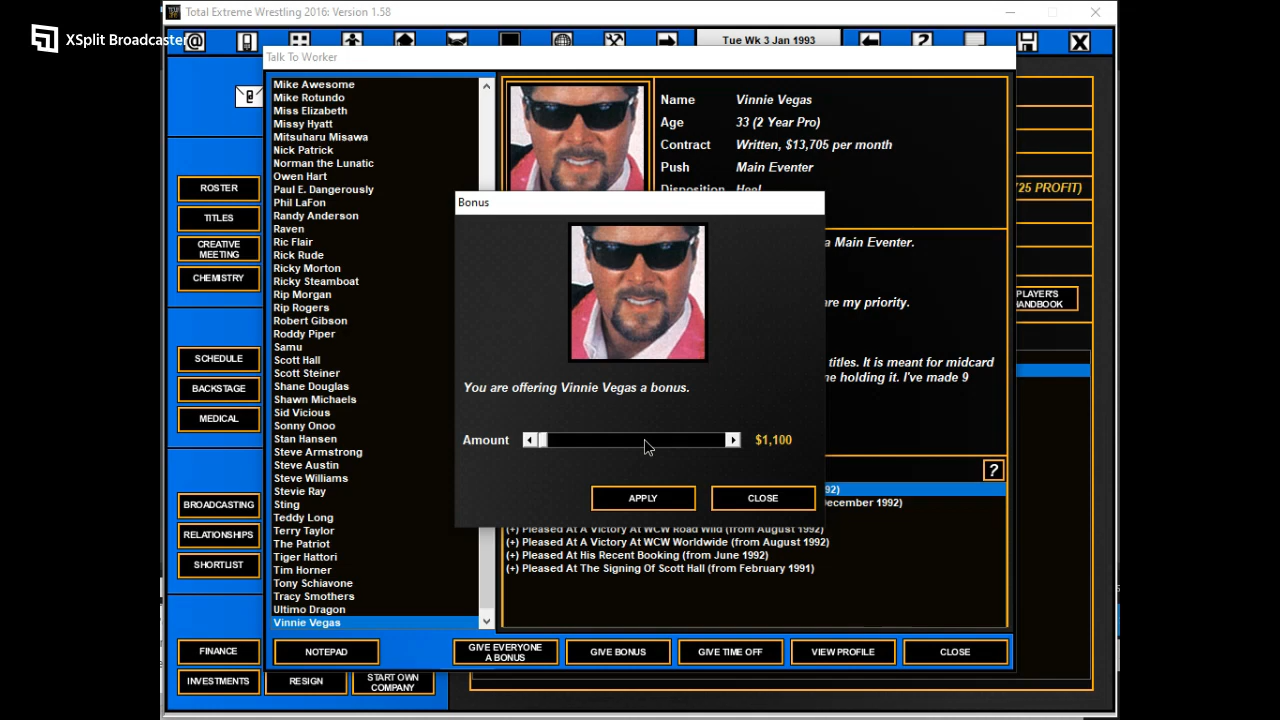 Total Extreme Wrestling 2016: Version 1.58
XSplit Broadcaster
Tue Wk 3 Jan 1993
Talk To Worker
Mike Awesome
Mike Rotundo
Miss Elizabeth
Missy Hyatt
Mitsuharu Misawa
Nick Patrick
Norman the Lunatic
Owen Hart
Paul E. Dangerously
Phil LaFon
Randy Anderson
Raven
Ric Flair
Rick Rude
Ricky Morton
Ricky Steamboat
Rip Morgan
Rip Rogers
Robert Gibson
Roddy Piper
Samu
Scott Hall
Scott Steiner
Shane Douglas
Shawn Michaels
Sid Vicious
Sonny Onoo
Stan Hansen
Steve Armstrong
Steve Austin
Steve Williams
Stevie Ray
Sting
Teddy Long
Terry Taylor
The Patriot
Tiger Hattori
Tim Horner
Tony Schiavone
Tracy Smothers
Ultimo Dragon
Vinnie Vegas
Name Vinnie Vegas
Age 33 (2 Year Pro)
Contract Written, $13,705 per month
Push Main Eventer
Disposition Heel
Bonus
You are offering Vinnie Vegas a bonus.
Amount $1,100
APPLY
CLOSE
a Main Eventer.
are my priority.
titles. It is meant for midcard
ne holding it. I've made 9
?
92)
December 1992)
(+) Pleased At A Victory At WCW Road Wild (from August 1992)
(+) Pleased At A Victory At WCW Worldwide (from August 1992)
(+) Pleased At His Recent Booking (from June 1992)
(+) Pleased At The Signing Of Scott Hall (from February 1991)
725 PROFIT)
PLAYER'S
HANDBOOK
ROSTER
TITLES
CREATIVE
MEETING
CHEMISTRY
SCHEDULE
BACKSTAGE
MEDICAL
BROADCASTING
RELATIONSHIPS
SHORTLIST
FINANCE
INVESTMENTS
NOTEPAD
GIVE EVERYONE
A BONUS
GIVE BONUS
GIVE TIME OFF
VIEW PROFILE
CLOSE
RESIGN
START OWN
COMPANY